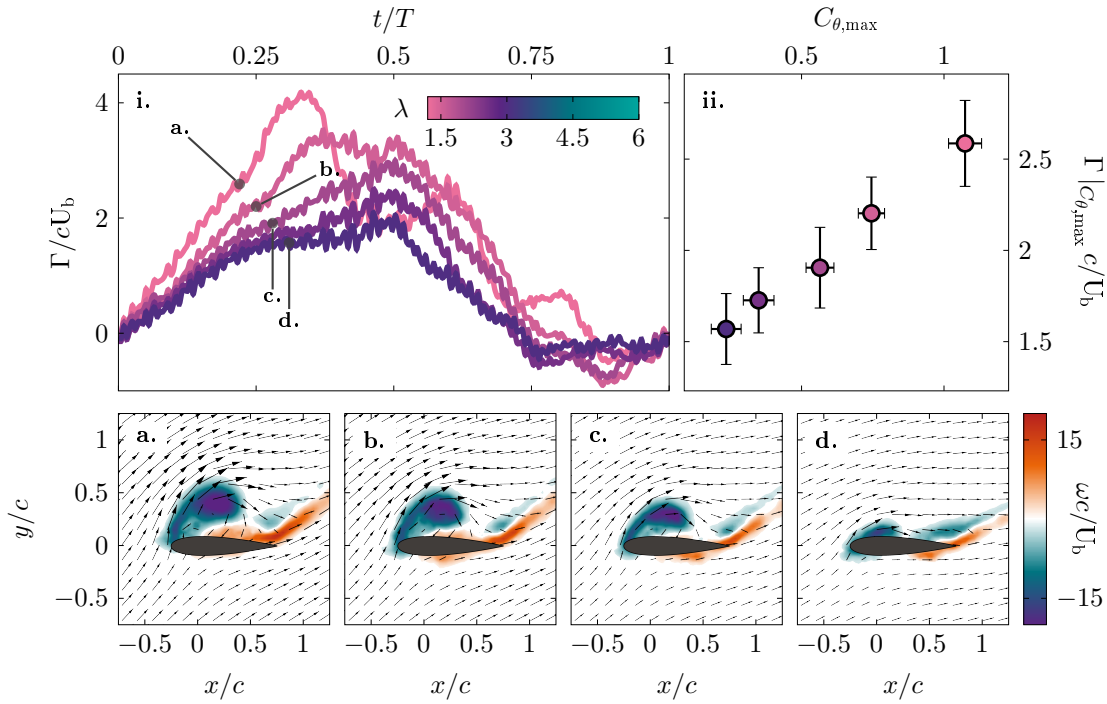 t/T
C_θ,max
0 0.25 0.5 0.75 1
0.5 1
i.
λ
1.5 3 4.5 6
ii.
a.
b.
c.
d.
4
2
0
Γ/cU_b
2.5
2
1.5
Γ|_{C_θ,max} c/U_b
a.
b.
c.
d.
1
0.5
0
−0.5
y/c
15
−15
ωc/U_b
−0.5 0 0.5 1
−0.5 0 0.5 1
−0.5 0 0.5 1
−0.5 0 0.5 1
x/c
x/c
x/c
x/c